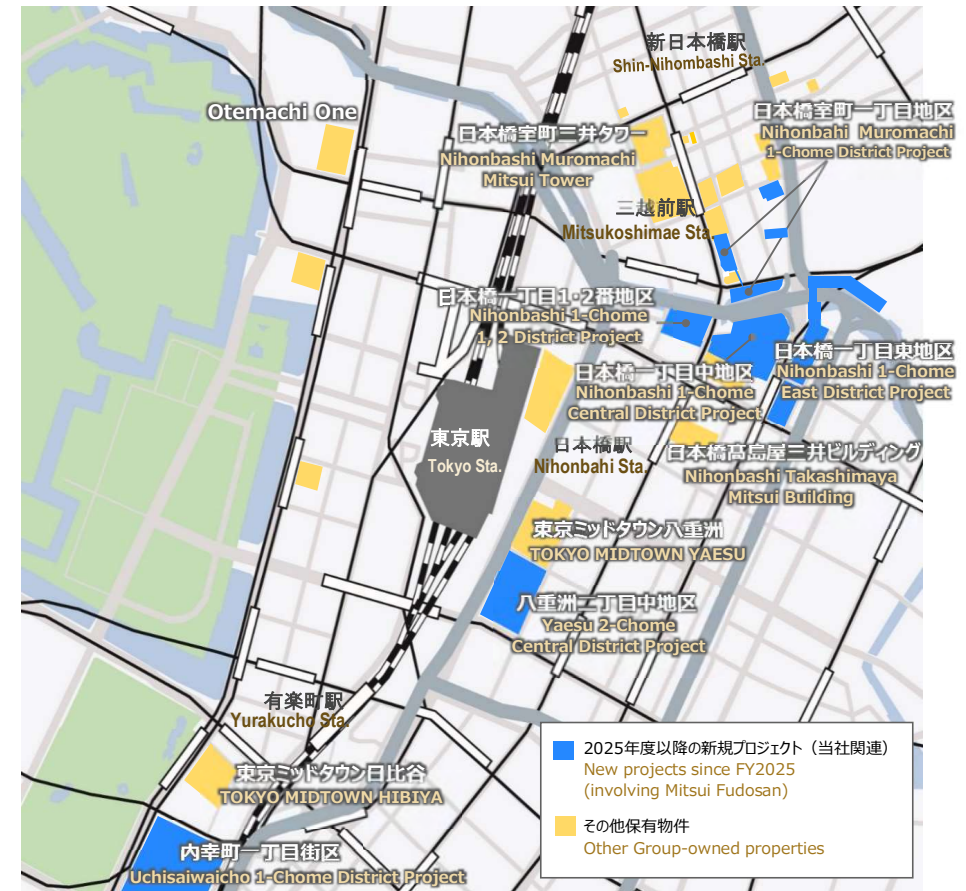 新日本橋駅
Shin-Nihombashi Sta.
Otemachi One
日本橋室町一丁目地区
Nihonbahi Muromachi
1-Chome District Project
日本橋室町三井タワー
Nihonbashi Muromachi
Mitsui Tower
三越前駅
Mitsukoshimae Sta.
日本橋一丁目1・2番地区
Nihonbashi 1-Chome
1, 2 District Project
日本橋一丁目中地区
Nihonbashi 1-Chome
Central District Project
日本橋一丁目東地区
Nihonbashi 1-Chome
East District Project
東京駅
Tokyo Sta.
日本橋駅
Nihonbahi Sta.
日本橋髙島屋三井ビルディング
Nihonbashi Takashimaya
Mitsui Building
東京ミッドタウン八重洲
TOKYO MIDTOWN YAESU
八重洲二丁目中地区
Yaesu 2-Chome
Central District Project
有楽町駅
Yurakucho Sta.
東京ミッドタウン日比谷
TOKYO MIDTOWN HIBIYA
内幸町一丁目街区
Uchisaiwaicho 1-Chome District Project
2025年度以降の新規プロジェクト（当社関連）
New projects since FY2025
(involving Mitsui Fudosan)
その他保有物件
Other Group-owned properties